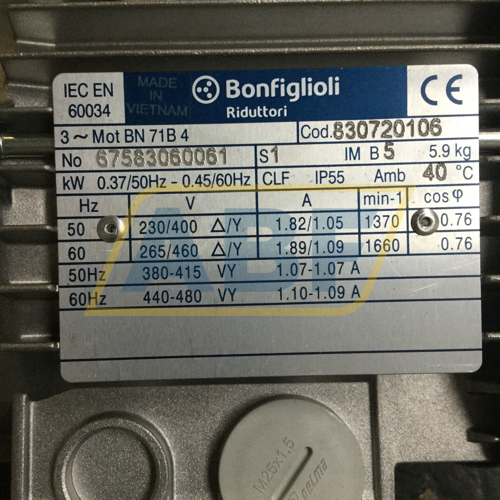 IEC EN 60034
MADE IN VIETNAM
Bonfiglioli
Riduttori
CE
3 ~ Mot BN 71B 4 Cod. 830720106
No 67583060061 S1 IM B 5 5.9 kg
kW 0.37/50Hz - 0.45/60Hz CLF IP55 Amb 40 °C
Hz V A min-1 cosφ
50 230/400 Δ/Y 1.82/1.05 1370 0.76
60 265/460 Δ/Y 1.89/1.09 1660 0.76
50Hz 380-415 VY 1.07-1.07 A
60Hz 440-480 VY 1.10-1.09 A
ABF
M25x1.5